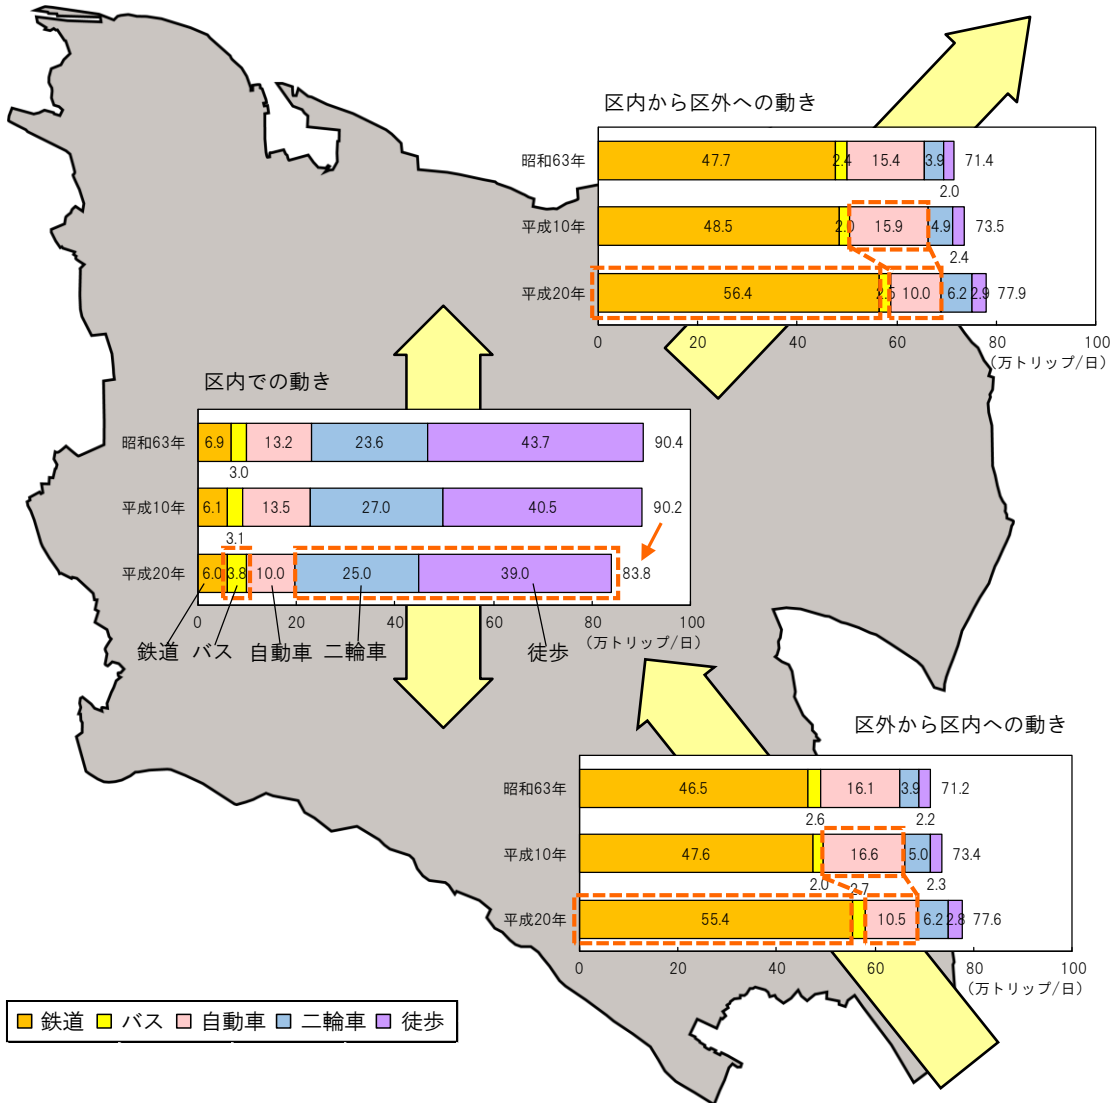 区内から区外への動き
昭和63年 47.7 2.4 15.4 3.9 71.4
2.0
平成10年 48.5 2.0 15.9 4.9 73.5
2.4
平成20年 56.4 2.5 10.0 6.2 2.9 77.9
0 20 40 60 80 100
(万トリップ/日)
区内での動き
昭和63年 6.9 13.2 23.6 43.7 90.4
3.0
平成10年 6.1 13.5 27.0 40.5 90.2
3.1
平成20年 6.0 3.8 10.0 25.0 39.0 83.8
0 20 40 60 80 100
(万トリップ/日)
鉄道 バス 自動車 二輪車 徒歩
区外から区内への動き
昭和63年 46.5 16.1 3.9 71.2
2.6 2.2
平成10年 47.6 16.6 5.0 73.4
2.0 2.7 2.3
平成20年 55.4 10.5 6.2 2.8 77.6
0 20 40 60 80 100
(万トリップ/日)
鉄道 バス 自動車 二輪車 徒歩